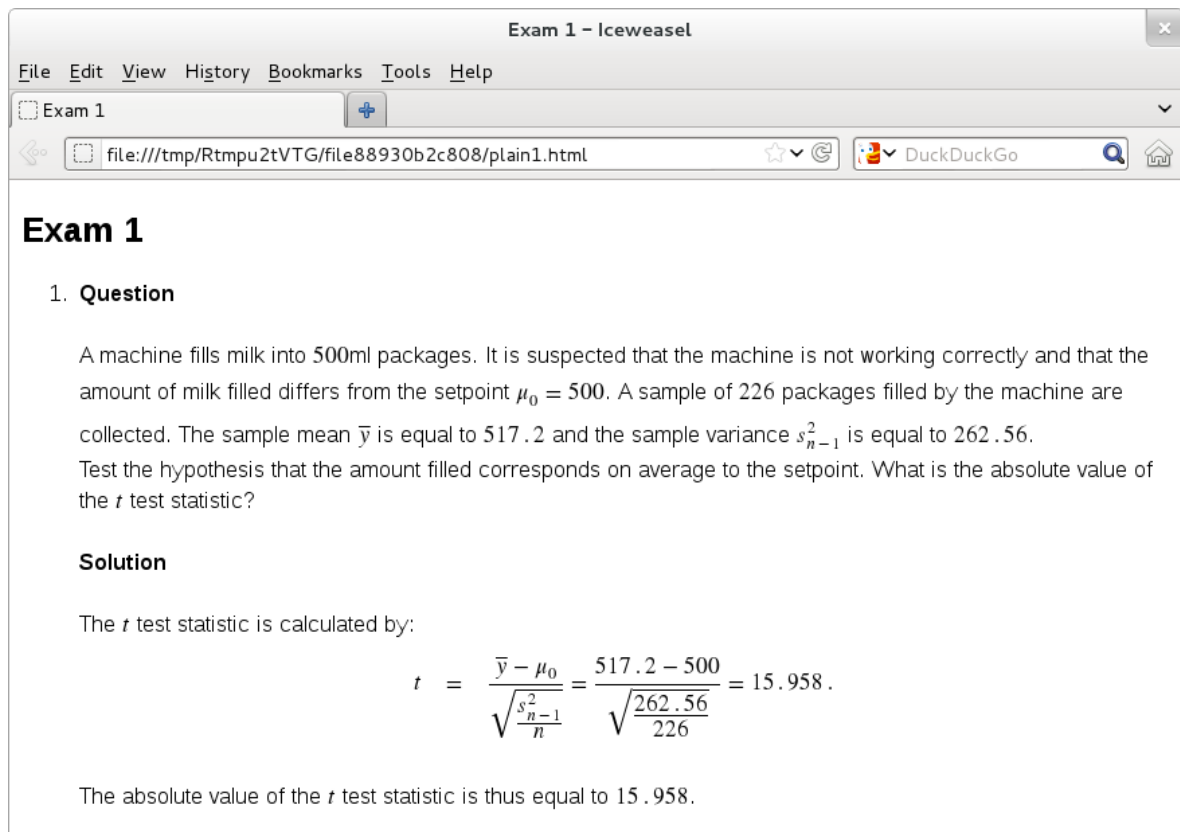 Exam 1 – Iceweasel
File Edit View History Bookmarks Tools Help
Exam 1
file:///tmp/Rtmpu2tVTG/file88930b2c808/plain1.html DuckDuckGo
Exam 1
1. Question
A machine fills milk into 500ml packages. It is suspected that the machine is not working correctly and that the
amount of milk filled differs from the setpoint μ₀ = 500. A sample of 226 packages filled by the machine are
collected. The sample mean y̅ is equal to 517.2 and the sample variance s²ₙ₋₁ is equal to 262.56.
Test the hypothesis that the amount filled corresponds on average to the setpoint. What is the absolute value of
the t test statistic?
Solution
The t test statistic is calculated by:
t = (y̅ − μ₀) / √(s²ₙ₋₁ / n) = (517.2 − 500) / √(262.56 / 226) = 15.958.
The absolute value of the t test statistic is thus equal to 15.958.